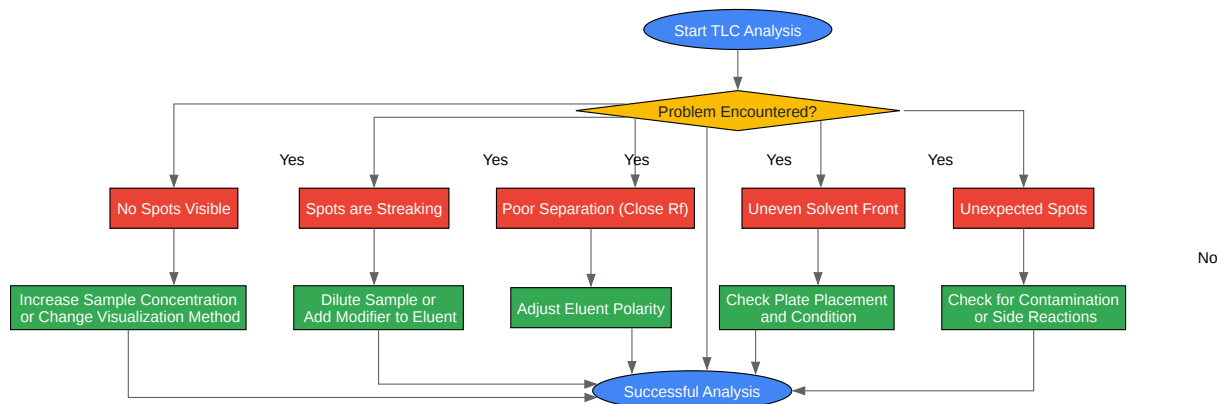 Start TLC Analysis
Problem Encountered?
Yes
Yes
Yes
Yes
Yes
No Spots Visible
Spots are Streaking
Poor Separation (Close Rf)
Uneven Solvent Front
Unexpected Spots
No
Increase Sample Concentration
or Change Visualization Method
Dilute Sample or
Add Modifier to Eluent
Adjust Eluent Polarity
Check Plate Placement
and Condition
Check for Contamination
or Side Reactions
Successful Analysis